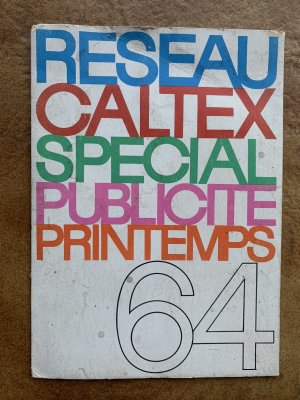 RESEAU
CALTEX
SPECIAL
PUBLICITE
PRINTEMPS
64